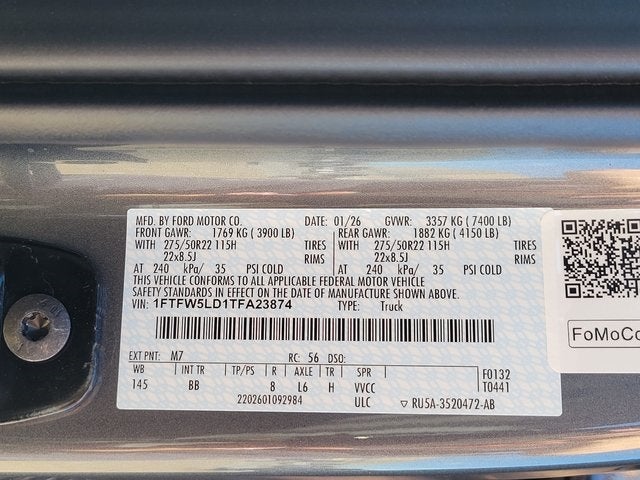 MFD. BY FORD MOTOR CO. DATE: 01/26 GVWR: 3357 KG ( 7400 LB)
FRONT GAWR: 1769 KG ( 3900 LB) REAR GAWR: 1882 KG ( 4150 LB)
WITH 275/50R22 115H TIRES WITH 275/50R22 115H TIRES
22x8.5J RIMS 22x8.5J RIMS
AT 240 kPa/ 35 PSI COLD AT 240 kPa/ 35 PSI COLD
THIS VEHICLE CONFORMS TO ALL APPLICABLE FEDERAL MOTOR VEHICLE
SAFETY STANDARDS IN EFFECT ON THE DATE OF MANUFACTURE SHOWN ABOVE.
VIN: 1FTFW5LD1TFA23874 TYPE: Truck
EXT PNT: M7 RC: 56 DSO:
WB INT TR TP/PS R AXLE TR SPR F0132
145 BB 8 L6 H VVCC T0441
2202601092984 ULC ▽ RU5A-3520472-AB
FoMoCo